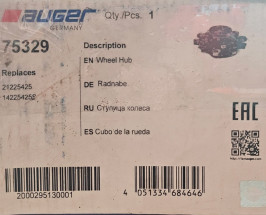 AUGER
GERMANY
Qty./Pcs. 1
75329
Description
Replaces
EN Wheel Hub
21225425
DE Radnabe
RU Ступица колеса
ES Cubo de la rueda
EAC
2000295130001
4 051334 684646